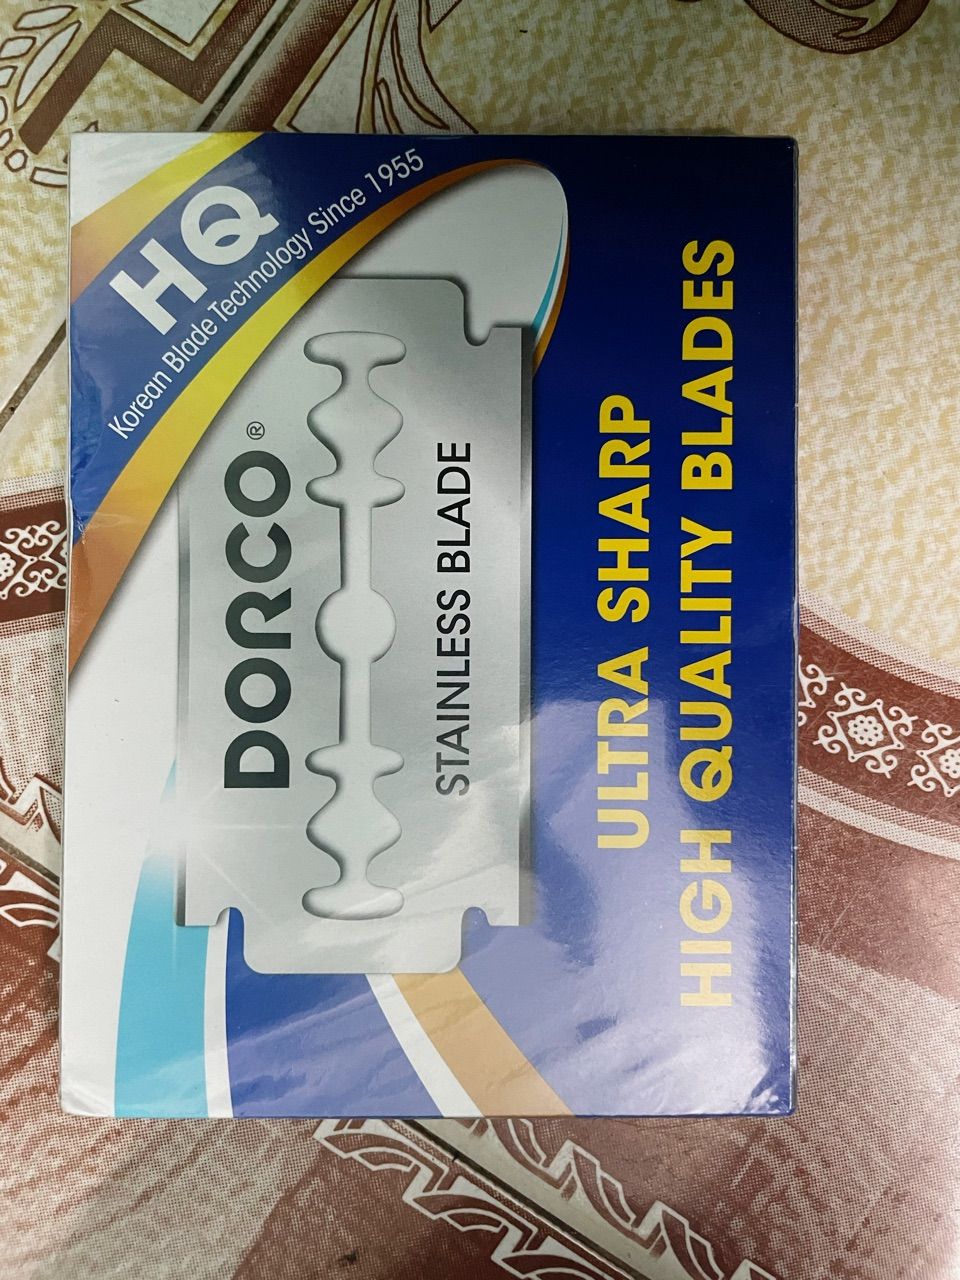 HQ
Korean Blade Technology Since 1955
DORCO®
STAINLESS BLADE
ULTRA SHARP
HIGH QUALITY BLADES